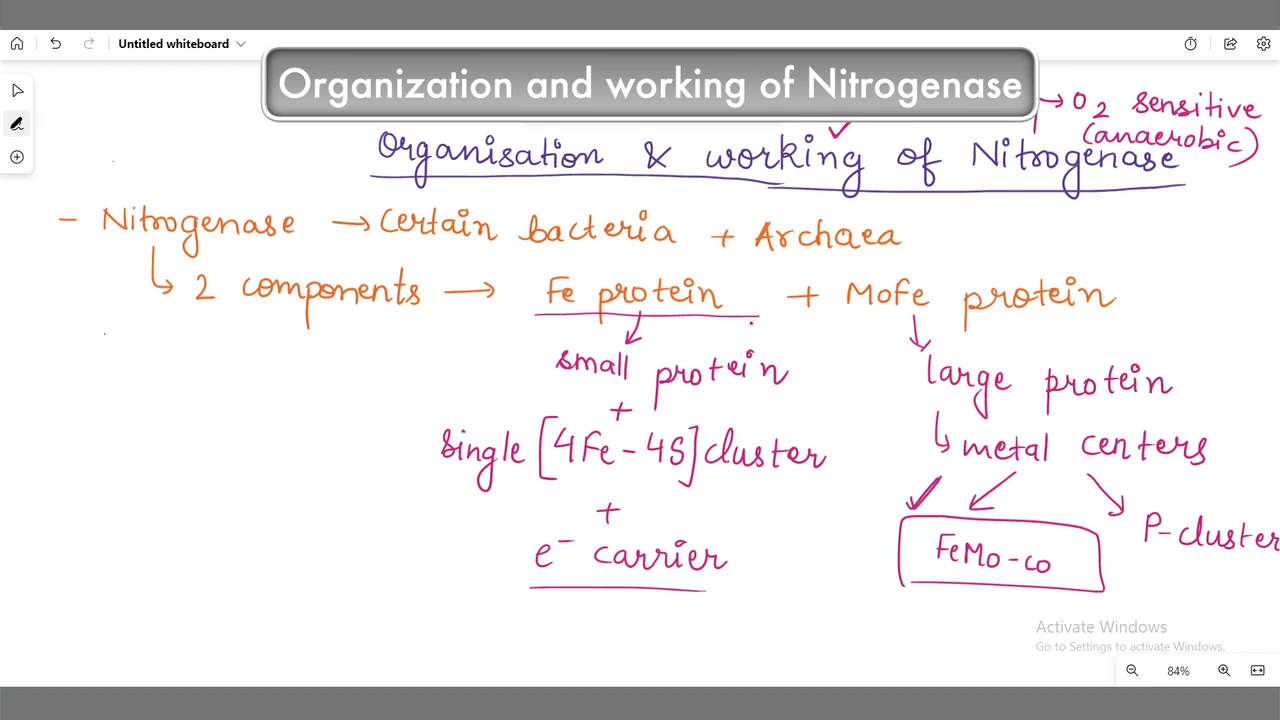 Untitled whiteboard
Organization and working of Nitrogenase
→ O2 sensitive
(anaerobic)
Organisation & working of Nitrogenase
- Nitrogenase → certain bacteria + Archaea
↳ 2 components → Fe protein + MoFe protein
small protein
+
single [4Fe-4S] cluster
+
e⁻ carrier
large protein
↳ metal centers
FeMo-co
P-cluster
Activate Windows
Go to Settings to activate Windows.
84%